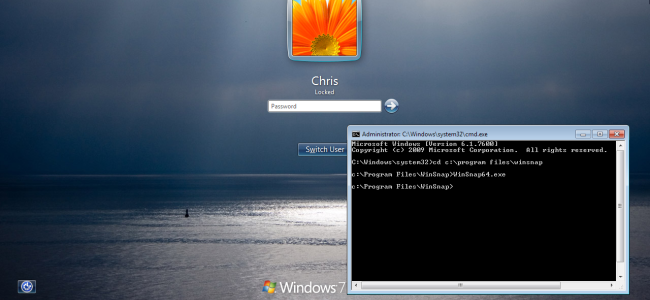 Chris
Locked
Password
Switch User
Administrator: C:\Windows\system32\cmd.exe
Microsoft Windows [Version 6.1.7600]
Copyright (c) 2009 Microsoft Corporation.  All rights reserved.
C:\Windows\system32>cd c:\program files\winsnap
c:\Program Files\WinSnap>WinSnap64.exe
c:\Program Files\WinSnap>
Windows 7